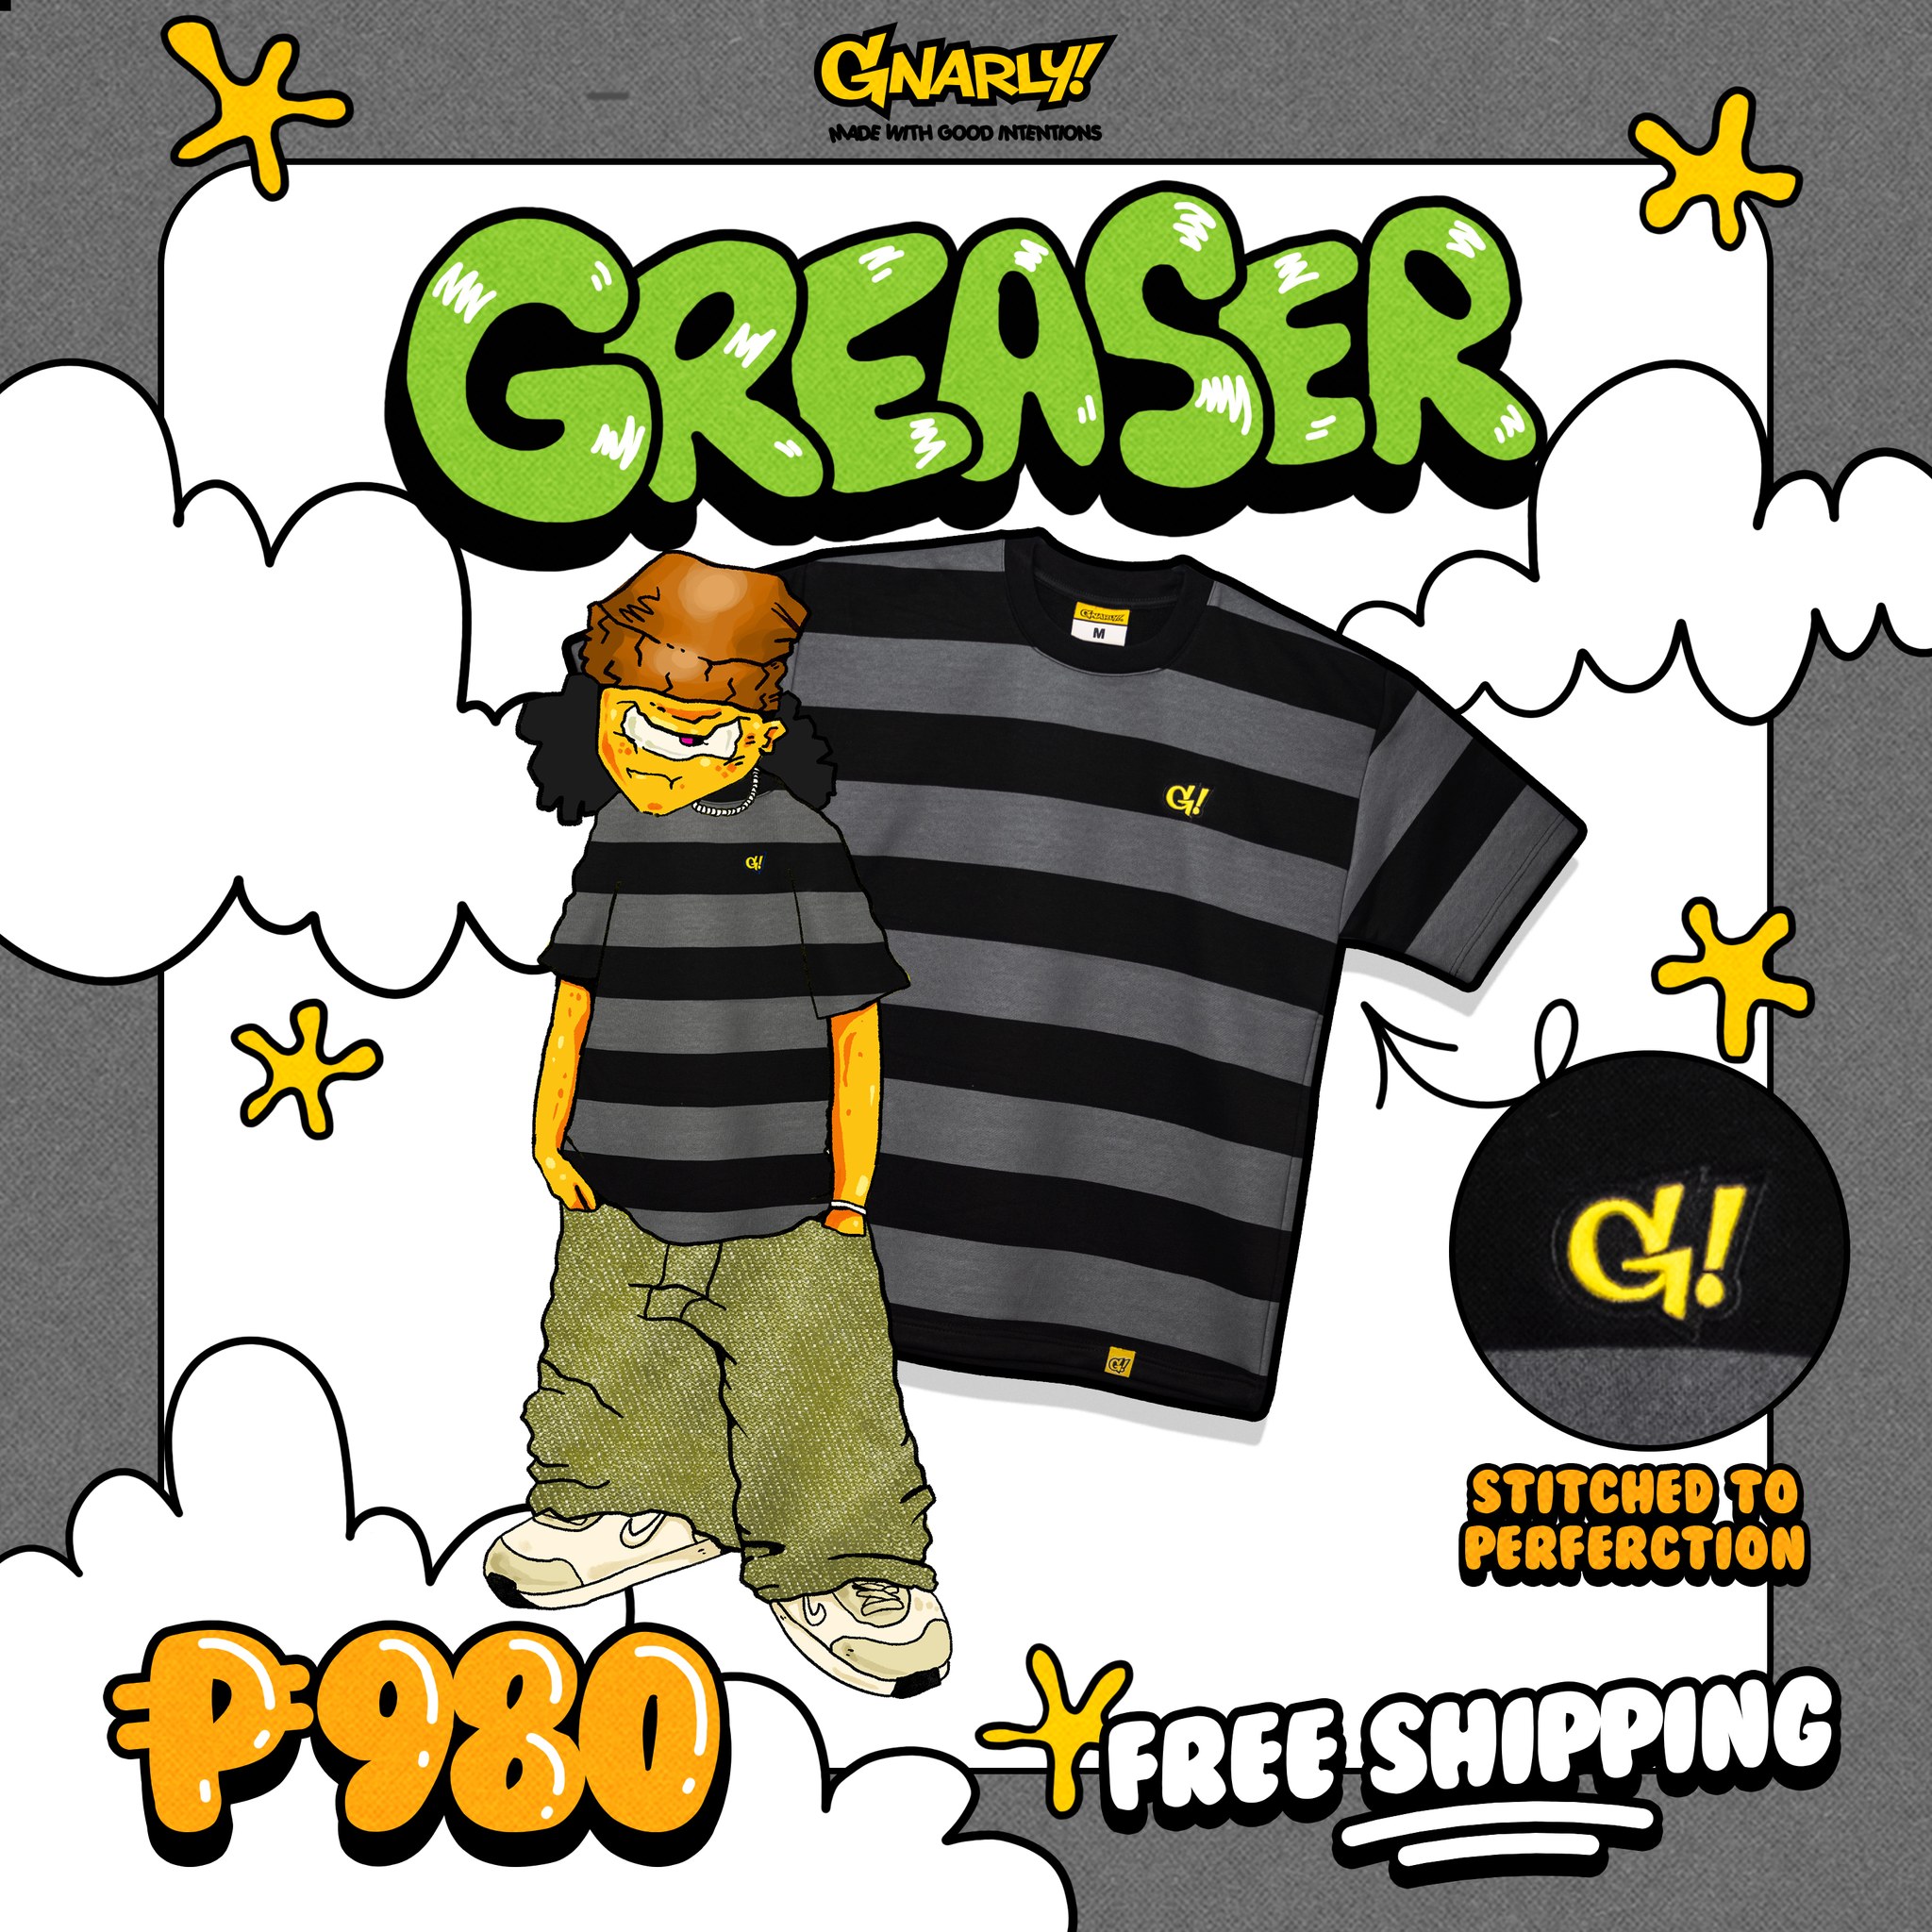 GNARLY!
MADE WITH GOOD INTENTIONS
GREASER
GNARLY!
M
G!
G!
G!
G!
STITCHED TO
PERFERCTION
₱980
FREE SHIPPING